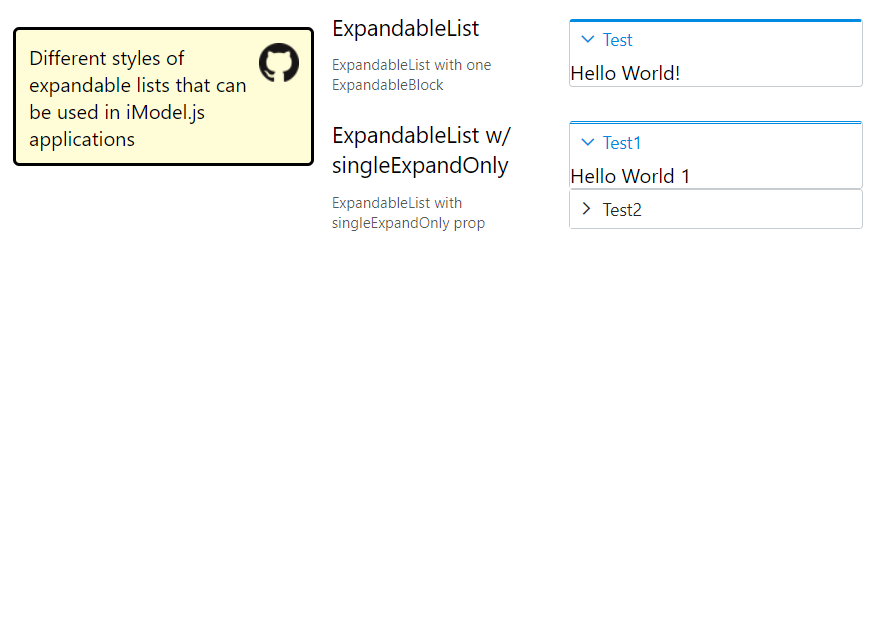 Different styles of
expandable lists that can
be used in iModel.js
applications
ExpandableList
ExpandableList with one
ExpandableBlock
Test
Hello World!
ExpandableList w/
singleExpandOnly
ExpandableList with
singleExpandOnly prop
Test1
Hello World 1
Test2